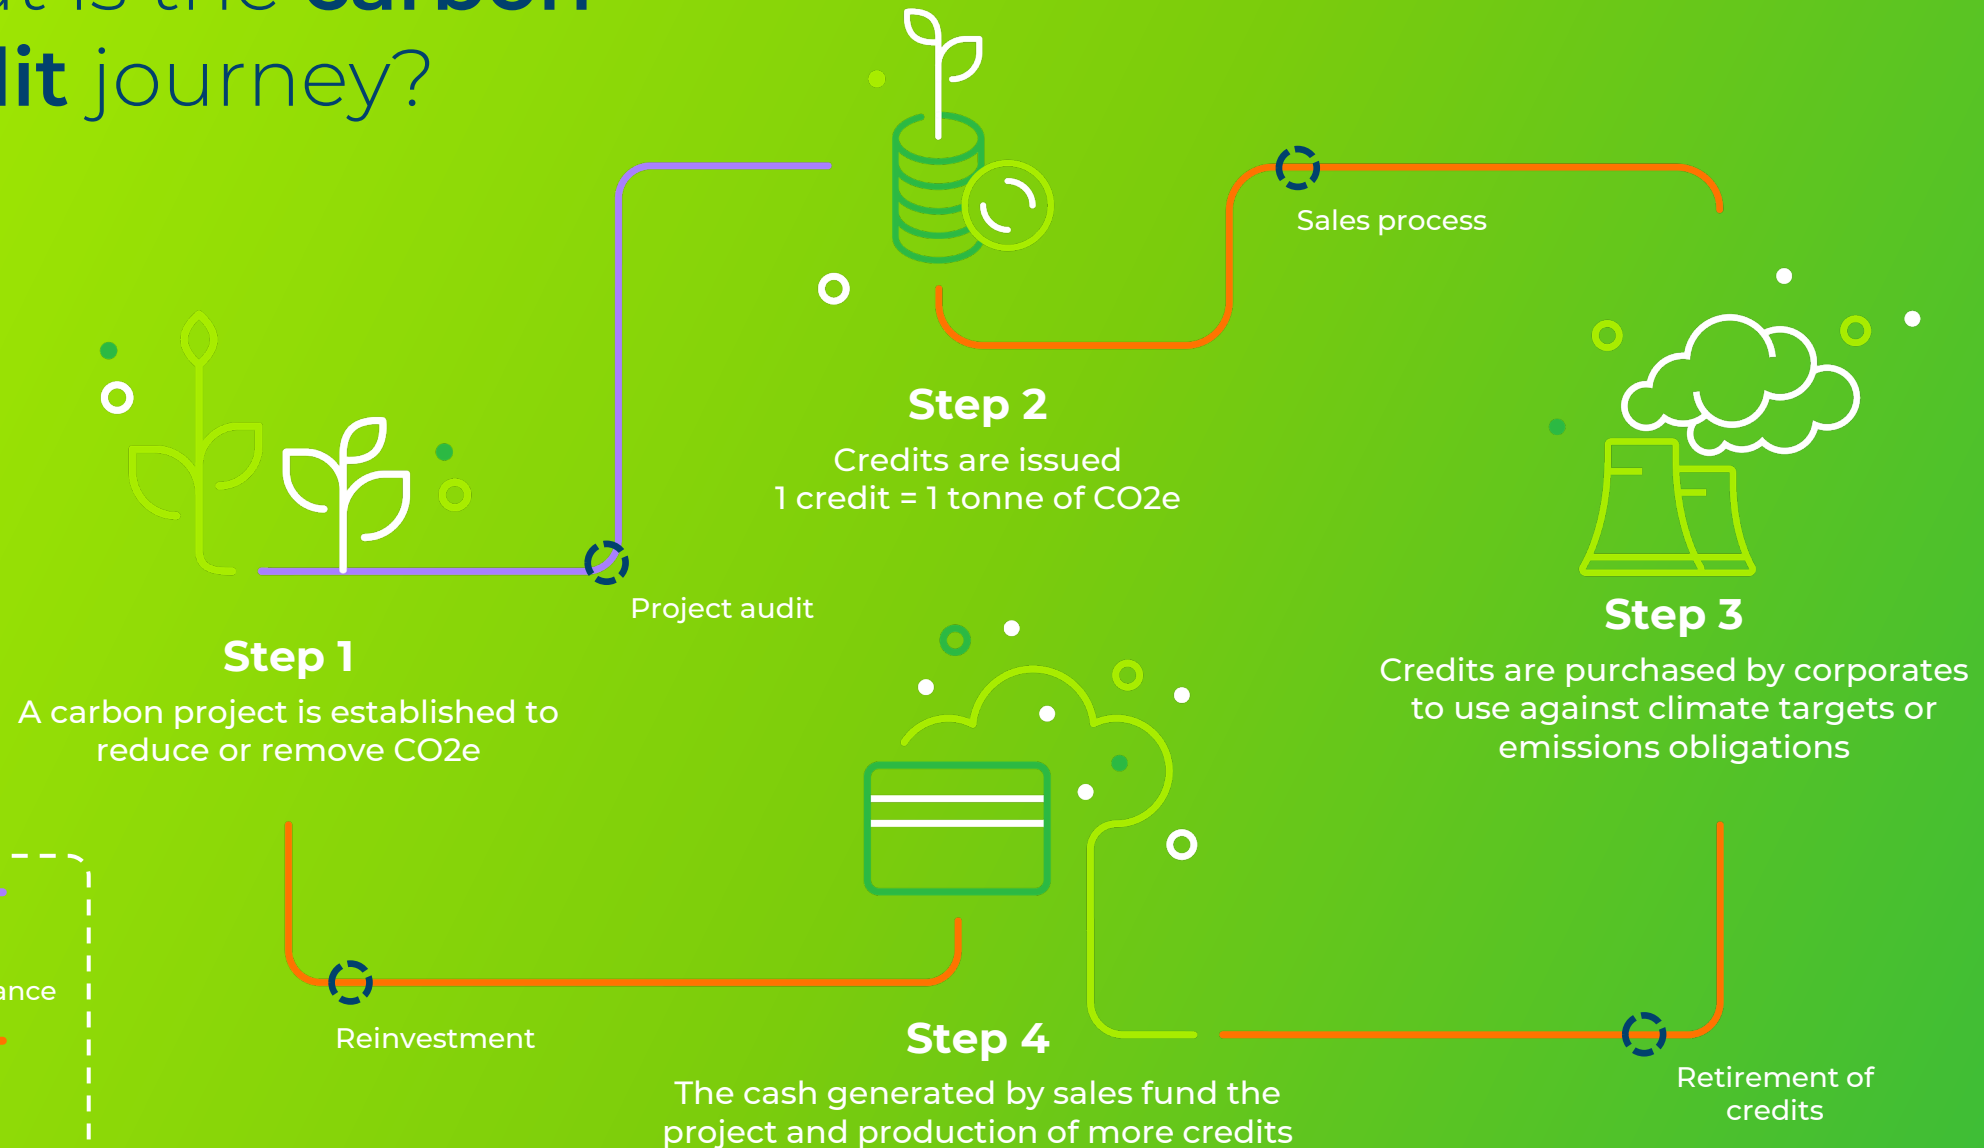 is the carbon
journey?
Sales process
Step 2
Credits are issued
1 credit = 1 tonne of CO2e
Project audit
Step 1
A carbon project is established to
reduce or remove CO2e
Step 3
Credits are purchased by corporates
to use against climate targets or
emissions obligations
Reinvestment
Step 4
The cash generated by sales fund the
project and production of more credits
Retirement of
credits